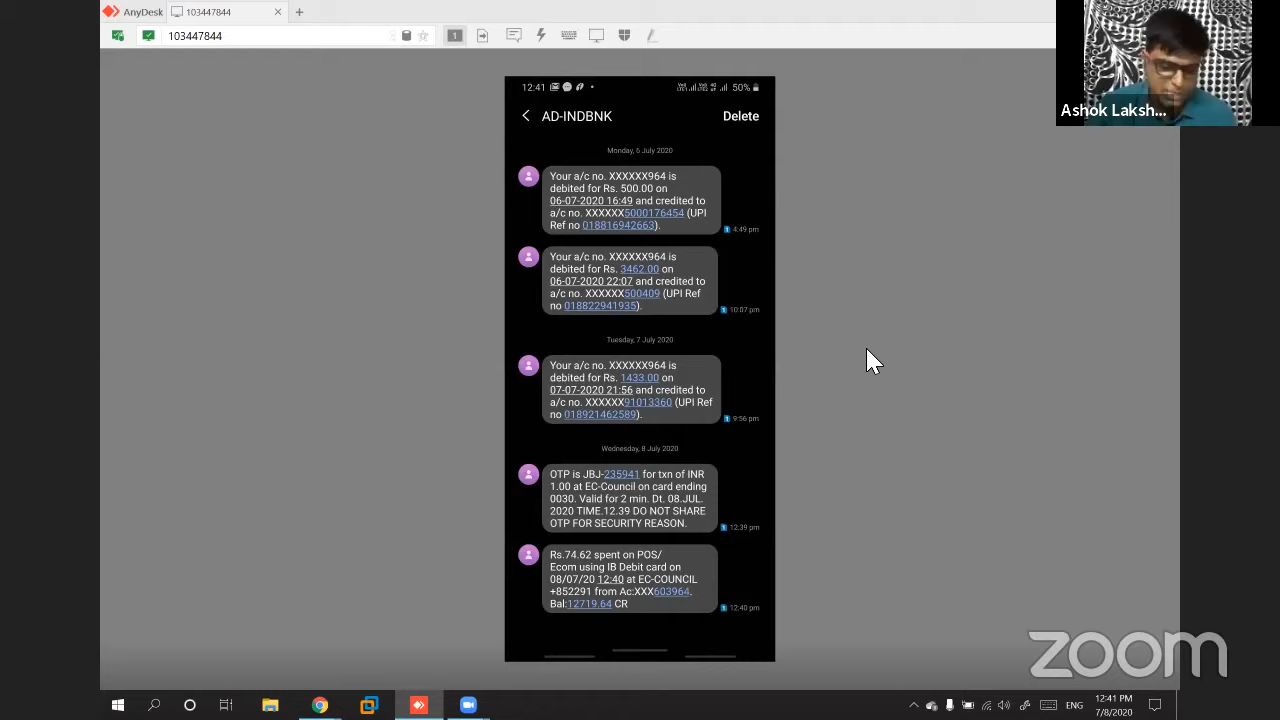 AnyDesk
103447844
103447844
1
Ashok Laksh...
12:41
50%
AD-INDBNK
Delete
Monday, 6 July 2020
Your a/c no. XXXXXX964 is
debited for Rs. 500.00 on
06-07-2020 16:49 and credited to
a/c no. XXXXXX5000176454 (UPI
Ref no 018816942663).
1 4:49 pm
Your a/c no. XXXXXX964 is
debited for Rs. 3462.00 on
06-07-2020 22:07 and credited to
a/c no. XXXXXX500409 (UPI Ref
no 018822941935).
1 10:07 pm
Tuesday, 7 July 2020
Your a/c no. XXXXXX964 is
debited for Rs. 1433.00 on
07-07-2020 21:56 and credited to
a/c no. XXXXXX91013360 (UPI Ref
no 018921462589).
1 9:56 pm
Wednesday, 8 July 2020
OTP is JBJ-235941 for txn of INR
1.00 at EC-Council on card ending
0030. Valid for 2 min. Dt. 08.JUL.
2020 TIME.12.39 DO NOT SHARE
OTP FOR SECURITY REASON.
1 12:39 pm
Rs.74.62 spent on POS/
Ecom using IB Debit card on
08/07/20 12:40 at EC-COUNCIL
+852291 from Ac:XXX603964.
Bal:12719.64 CR
1 12:40 pm
zoom
ENG
12:41 PM
7/8/2020